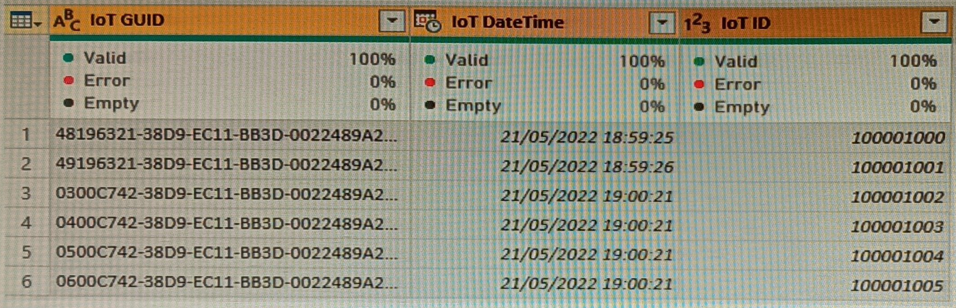 ABC IoT GUID IoT DateTime 123 IoT ID
Valid 100% Valid 100% Valid 100%
Error 0% Error 0% Error 0%
Empty 0% Empty 0% Empty 0%
1 48196321-38D9-EC11-BB3D-0022489A2... 21/05/2022 18:59:25 100001000
2 49196321-38D9-EC11-BB3D-0022489A2... 21/05/2022 18:59:26 100001001
3 0300C742-38D9-EC11-BB3D-0022489A2... 21/05/2022 19:00:21 100001002
4 0400C742-38D9-EC11-BB3D-0022489A2... 21/05/2022 19:00:21 100001003
5 0500C742-38D9-EC11-BB3D-0022489A2... 21/05/2022 19:00:21 100001004
6 0600C742-38D9-EC11-BB3D-0022489A2... 21/05/2022 19:00:21 100001005